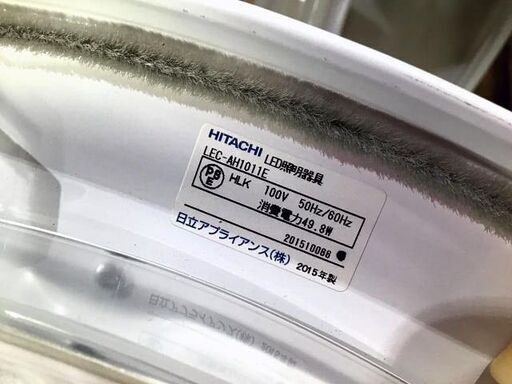 HITACHI LED照明器具
LEC-AH1011E
PSE HLK 100V 50Hz/60Hz
消費電力49.8W
201510086
日立アプライアンス(株) 2015年製